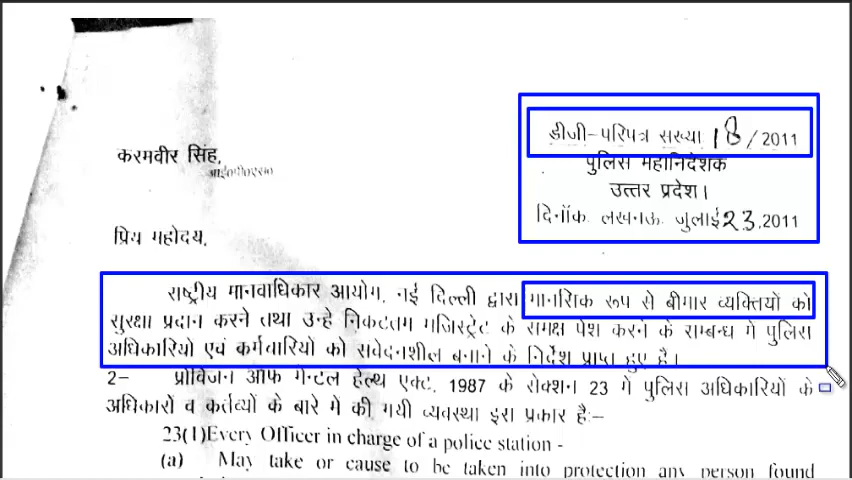 डीजी-परिपत्र संख्या 18/2011
करमवीर सिंह,
आई०पी०एस०
पुलिस महानिदेशक
उत्तर प्रदेश।
दिनॉंक लखनऊ जुलाई 23,2011
प्रिय महोदय,
राष्ट्रीय मानवाधिकार आयोग, नई दिल्ली द्वारा मानसिक रूप से बीमार व्यक्तियों को
सुरक्षा प्रदान करने तथा उन्हे निकटतम मजिस्ट्रेट के समक्ष पेश करने के सम्बन्ध मे पुलिस
अधिकारियो एवं कर्मचारियो को संवेदनशील बनाने के निर्देश प्राप्त हुए है।
2- प्रोविजन ऑफ मेन्टल हेल्थ एक्ट, 1987 के सेक्शन 23 मे पुलिस अधिकारियों के
अधिकारो व कर्तव्यो के बारे मे की गयी व्यवस्था इस प्रकार है:-
23(1)Every Officer in charge of a police station -
(a) May take or cause to be taken into protection any person found